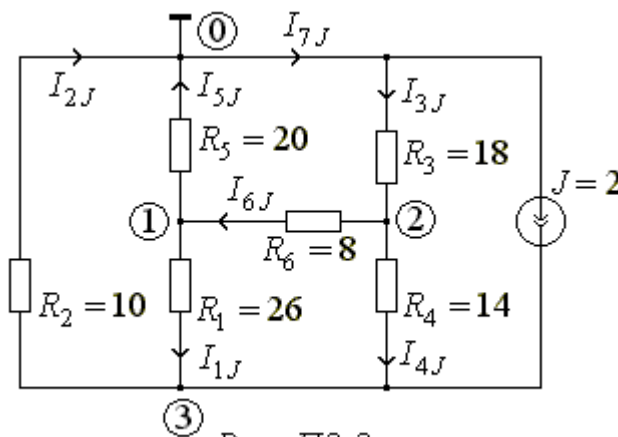 0
I2J
I5J
I7J
I3J
R5 = 20
R3 = 18
J = 2
1
I6J
2
R6 = 8
R2 = 10
R1 = 26
R4 = 14
I1J
I4J
3